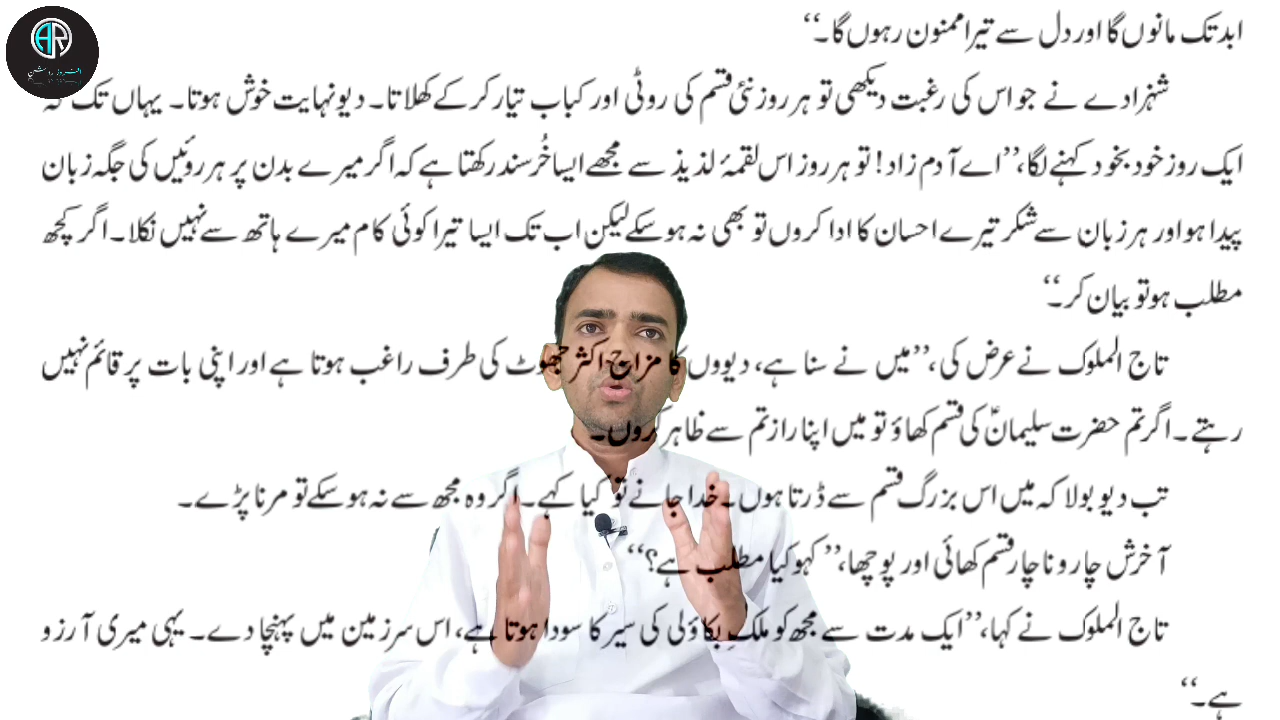 ابد تک مانوں گا اور دل سے تیرا ممنون رہوں گا۔‘‘
شہزادے نے جو اس کی رغبت دیکھی تو ہر روز نئی قسم کی روٹی اور کباب تیار کر کے کھلاتا۔ دیو نہایت خوش ہوتا۔ یہاں تک کہ
ایک روز خود بخود کہنے لگا، ’’اے آدم زاد! تو ہر روز اس لقمۂ لذیذ سے مجھے ایسا خُرسند رکھتا ہے کہ اگر میرے بدن پر ہر روئیں کی جگہ زبان
پیدا ہو اور ہر زبان سے شکر تیرے احسان کا ادا کروں تو بھی نہ ہو سکے لیکن اب تک ایسا تیرا کوئی کام میرے ہاتھ سے نہیں نکلا۔ اگر کچھ
مطلب ہو تو بیان کر۔‘‘
تاج الملوک نے عرض کی، ’’میں نے سنا ہے، دیووں کا مزاج اکثر جھوٹ کی طرف راغب ہوتا ہے اور اپنی بات پر قائم نہیں
رہتے۔ اگر تم حضرت سلیمانؑ کی قسم کھاؤ تو میں اپنا راز تم سے ظاہر کروں۔
تب دیو بولا کہ میں اس بزرگ قسم سے ڈرتا ہوں۔ خدا جانے تو کیا کہے۔ اگر وہ مجھ سے نہ ہو سکے تو مرنا پڑے۔
آخرش چار و ناچار قسم کھائی اور پوچھا، ’’کہو کیا مطلب ہے؟‘‘
تاج الملوک نے کہا، ’’ایک مدت سے مجھ کو ملکِ بکاؤلی کی سیر کا سودا ہوتا ہے، اس سرزمین میں پہنچا دے۔ یہی میری آرزو
ہے۔‘‘